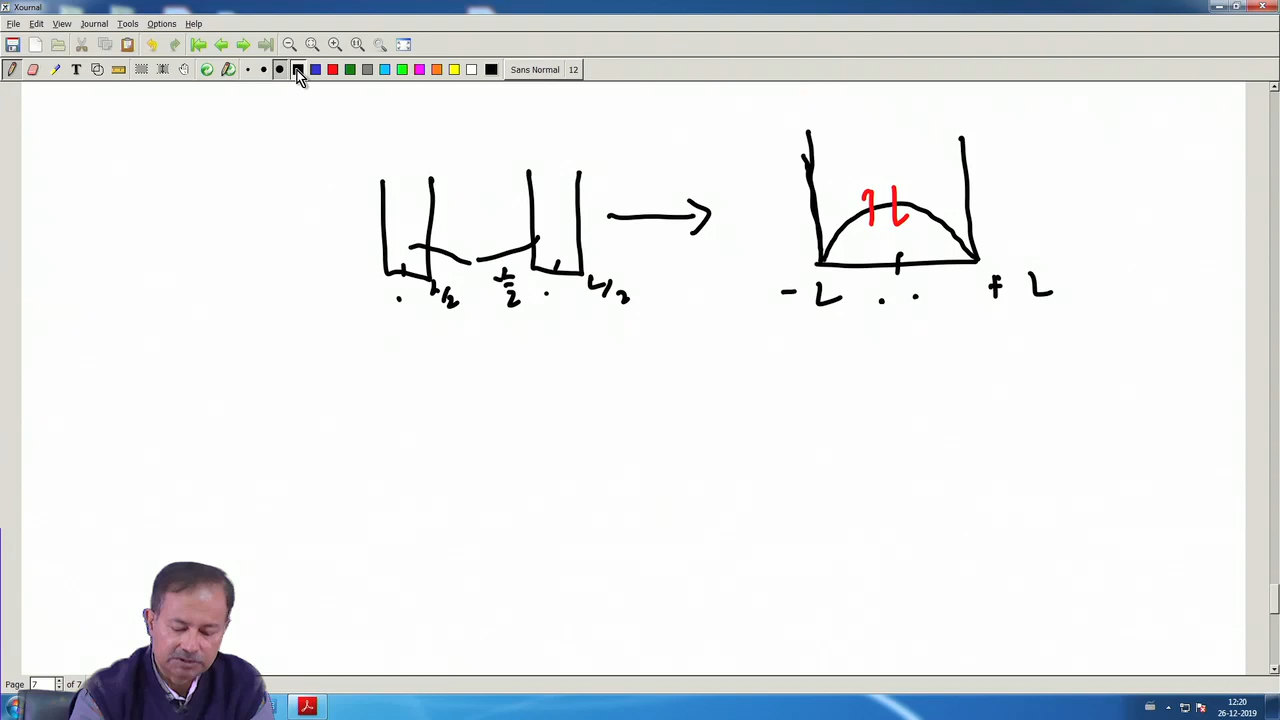 Xournal
File Edit View Journal Tools Options Help
Sans Normal 12
L/2 L/2 L/2
- L + L
Page 7 of 7
12:20
26-12-2019